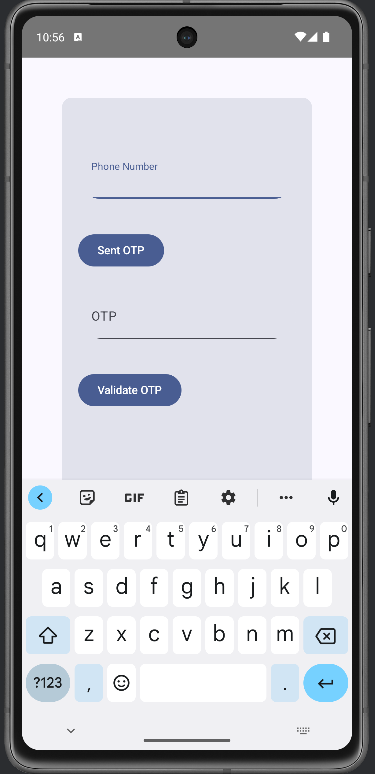 10:56 A
Phone Number
Sent OTP
OTP
Validate OTP
GIF
1 2 3 4 5 6 7 8 9 0
q w e r t y u i o p
a s d f g h j k l
z x c v b n m
?123 , .